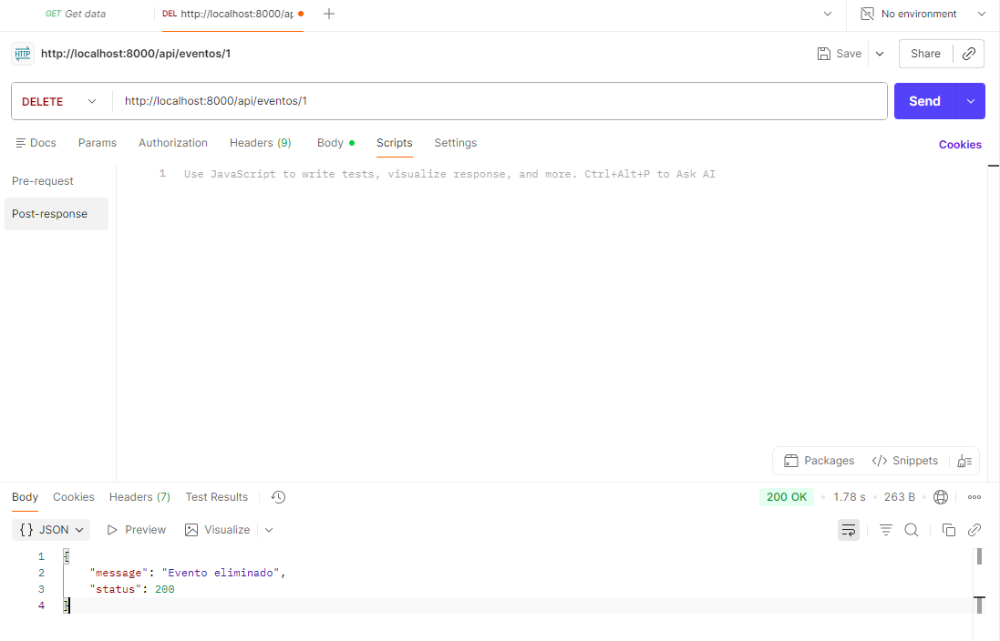 GET Get data
DEL http://localhost:8000/ap
No environment
HTTP http://localhost:8000/api/eventos/1
Save
Share
DELETE http://localhost:8000/api/eventos/1
Send
Docs Params Authorization Headers (9) Body Scripts Settings
Cookies
Pre-request
Post-response
1 Use JavaScript to write tests, visualize response, and more. Ctrl+Alt+P to Ask AI
Packages </> Snippets
Body Cookies Headers (7) Test Results
200 OK • 1.78 s • 263 B
{} JSON Preview Visualize
1 {
2 "message": "Evento eliminado",
3 "status": 200
4 }